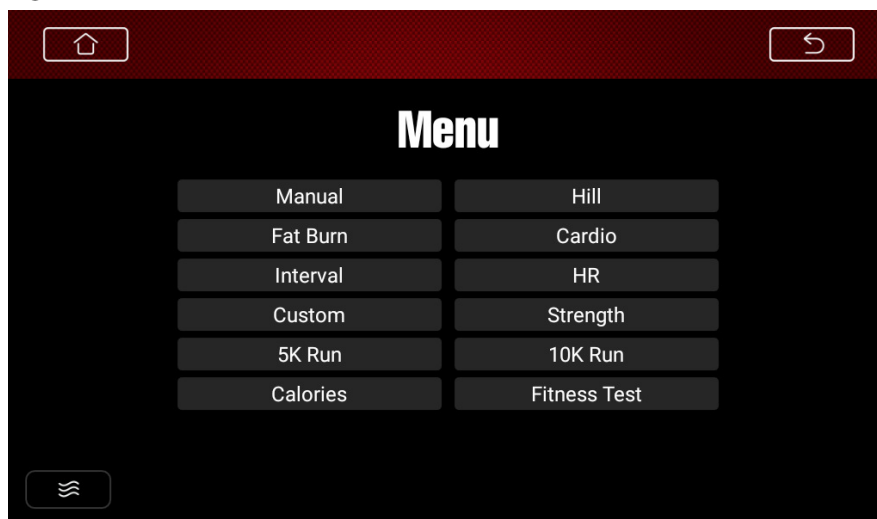 Menu
Manual
Hill
Fat Burn
Cardio
Interval
HR
Custom
Strength
5K Run
10K Run
Calories
Fitness Test